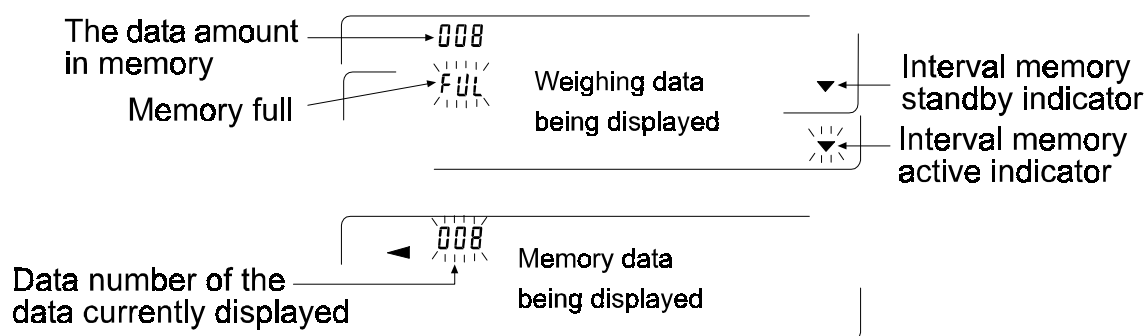 The data amount
in memory
008
FUL
Memory full
Weighing data
being displayed
Interval memory
standby indicator
Interval memory
active indicator
008
Memory data
being displayed
Data number of the
data currently displayed